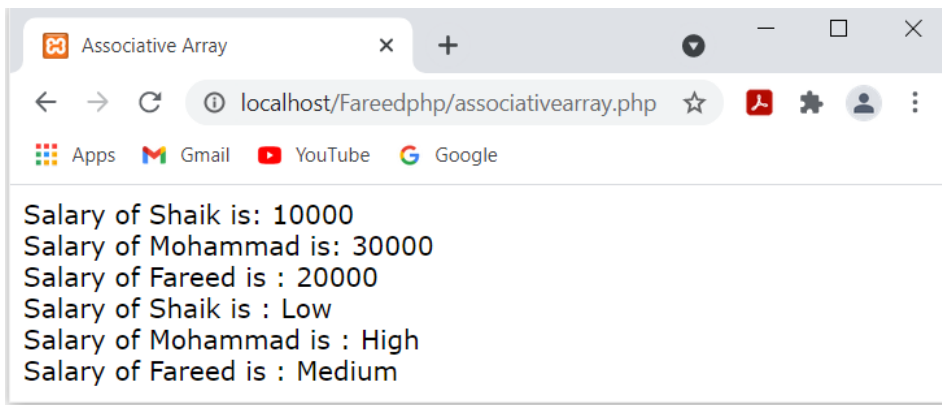 Associative Array
localhost/Fareedphp/associativearray.php
Apps Gmail YouTube Google
Salary of Shaik is: 10000
Salary of Mohammad is: 30000
Salary of Fareed is : 20000
Salary of Shaik is : Low
Salary of Mohammad is : High
Salary of Fareed is : Medium